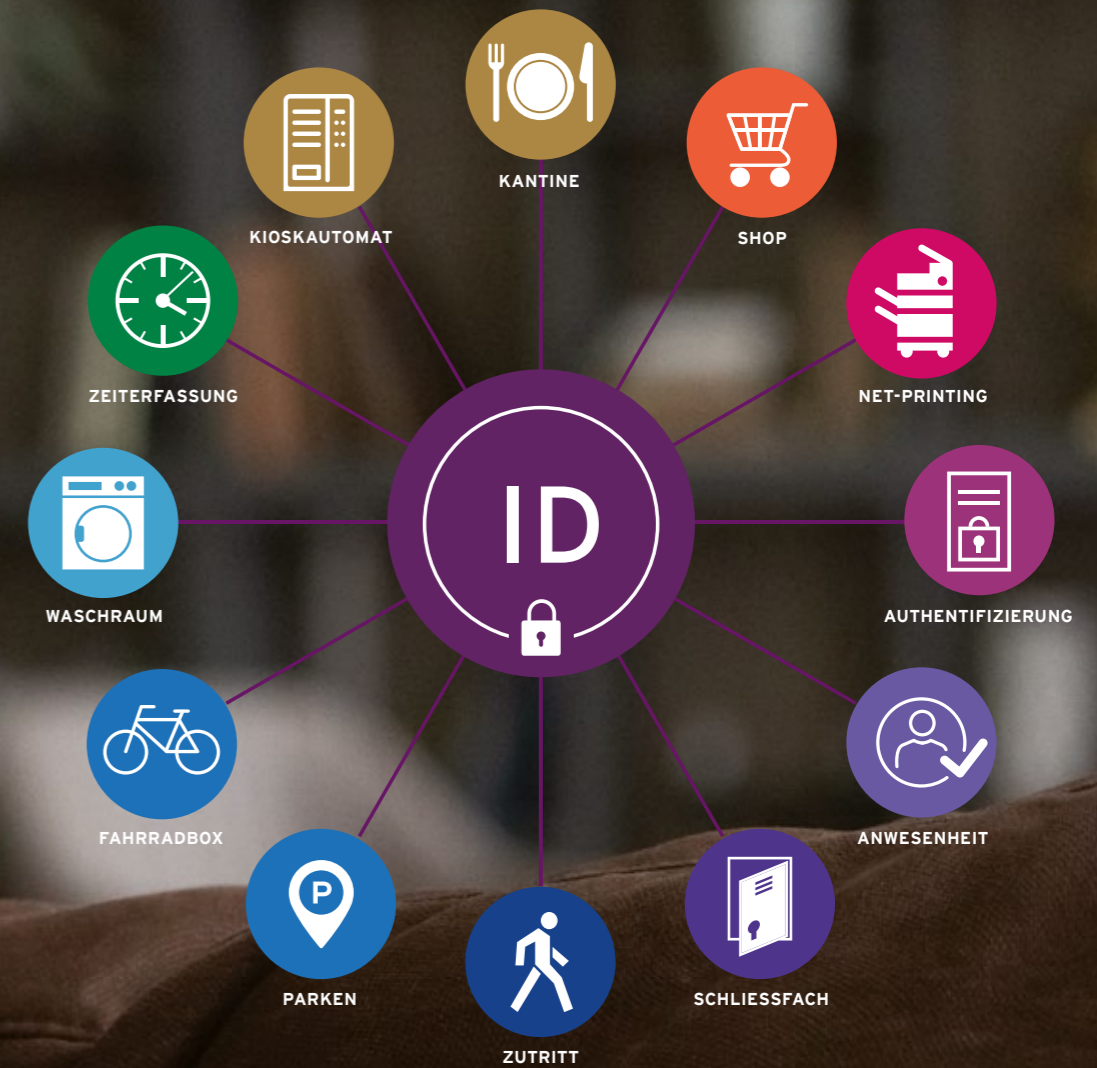 KANTINE
KIOSKAUTOMAT
SHOP
ZEITERFASSUNG
NET-PRINTING
ID
WASCHRAUM
AUTHENTIFIZIERUNG
FAHRRADBOX
ANWESENHEIT
P
PARKEN
SCHLIESSFACH
ZUTRITT